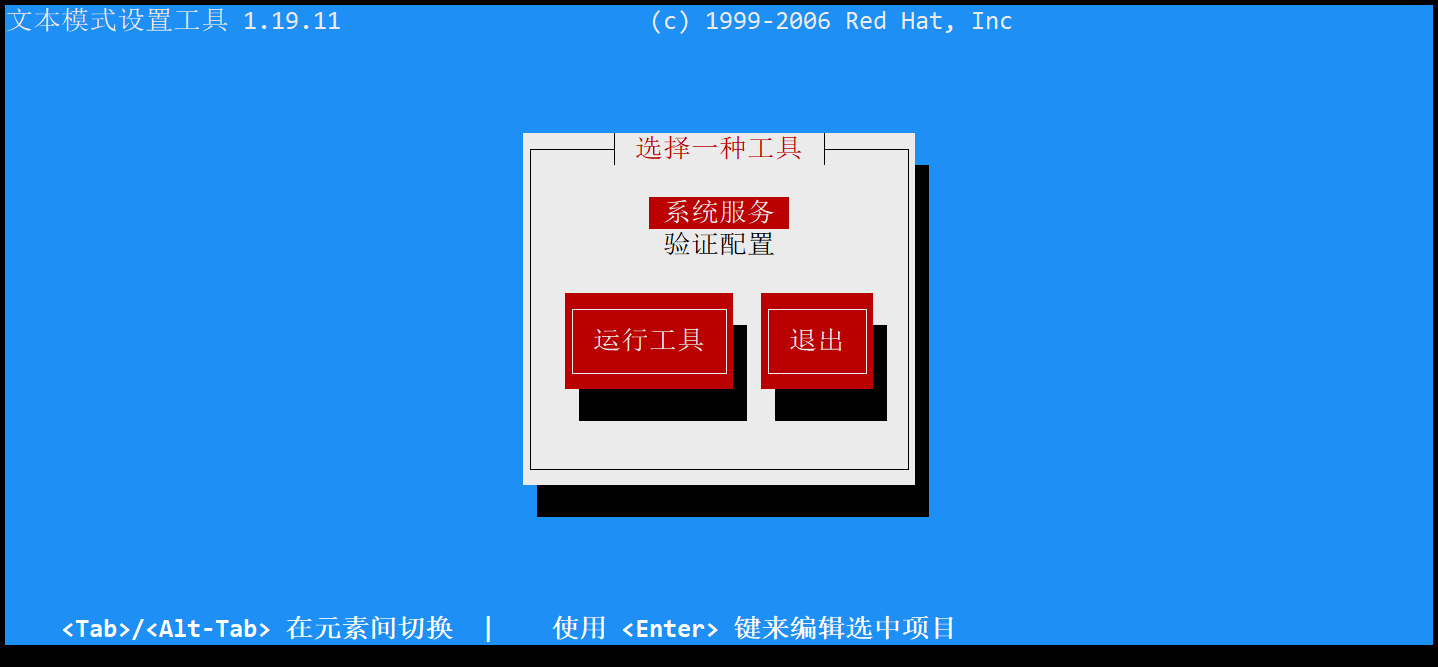 文本模式设置工具 1.19.11 (c) 1999-2006 Red Hat, Inc
选择一种工具
系统服务
验证配置
运行工具 退出
<Tab>/<Alt-Tab> 在元素间切换 | 使用 <Enter> 键来编辑选中项目